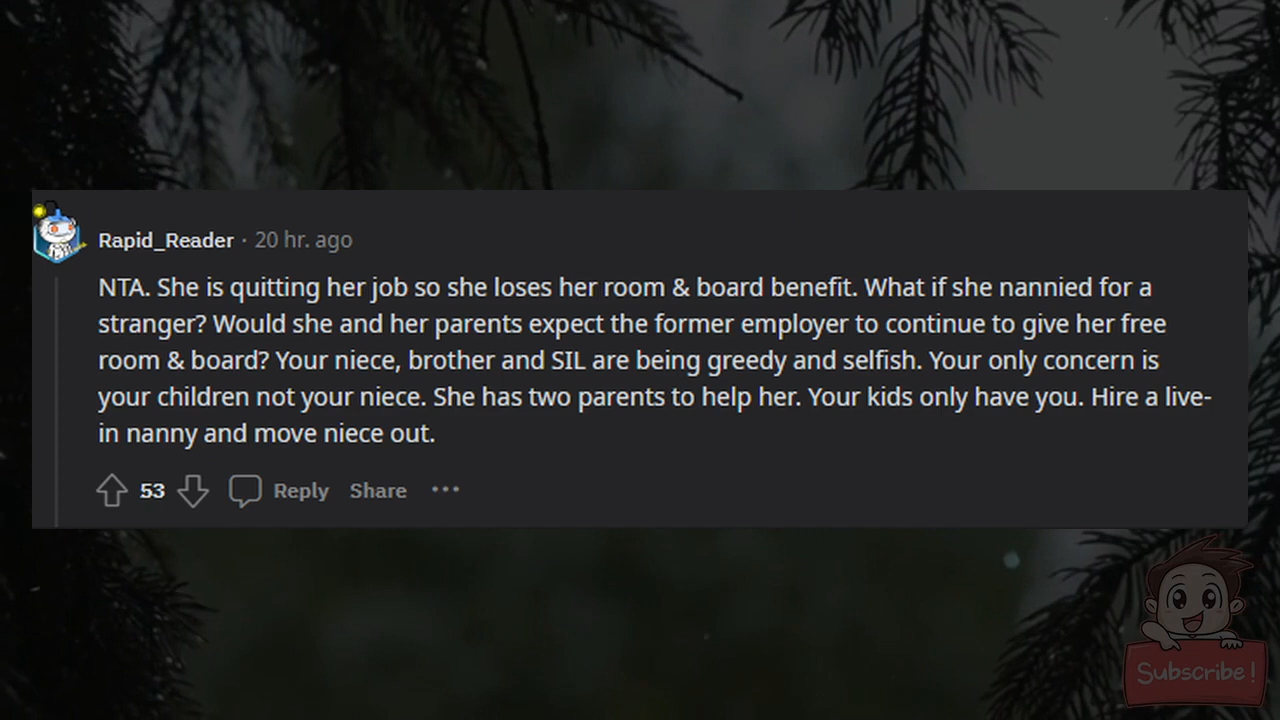 Rapid_Reader · 20 hr. ago
NTA. She is quitting her job so she loses her room & board benefit. What if she nannied for a
stranger? Would she and her parents expect the former employer to continue to give her free
room & board? Your niece, brother and SIL are being greedy and selfish. Your only concern is
your children not your niece. She has two parents to help her. Your kids only have you. Hire a live-
in nanny and move niece out.
53 Reply Share ···
Subscribe!